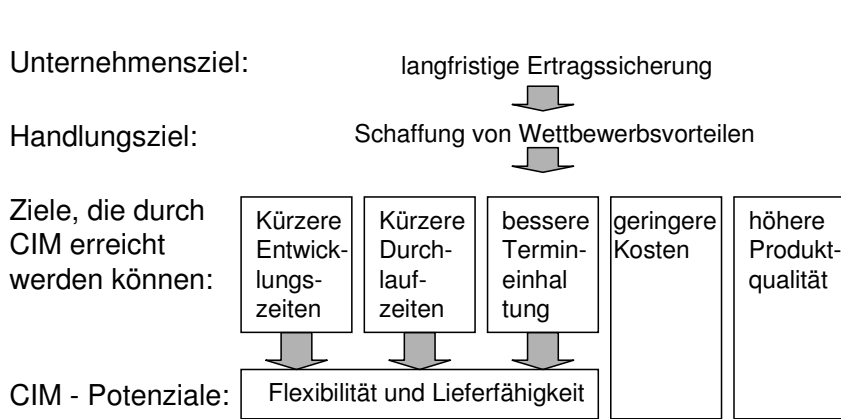 Unternehmensziel:
langfristige Ertragssicherung
Handlungsziel:
Schaffung von Wettbewerbsvorteilen
Ziele, die durch
CIM erreicht
werden können:
Kürzere
Entwick-
lungs-
zeiten
Kürzere
Durch-
lauf-
zeiten
bessere
Termin-
einhal
tung
geringere
Kosten
höhere
Produkt-
qualität
CIM - Potenziale:
Flexibilität und Lieferfähigkeit